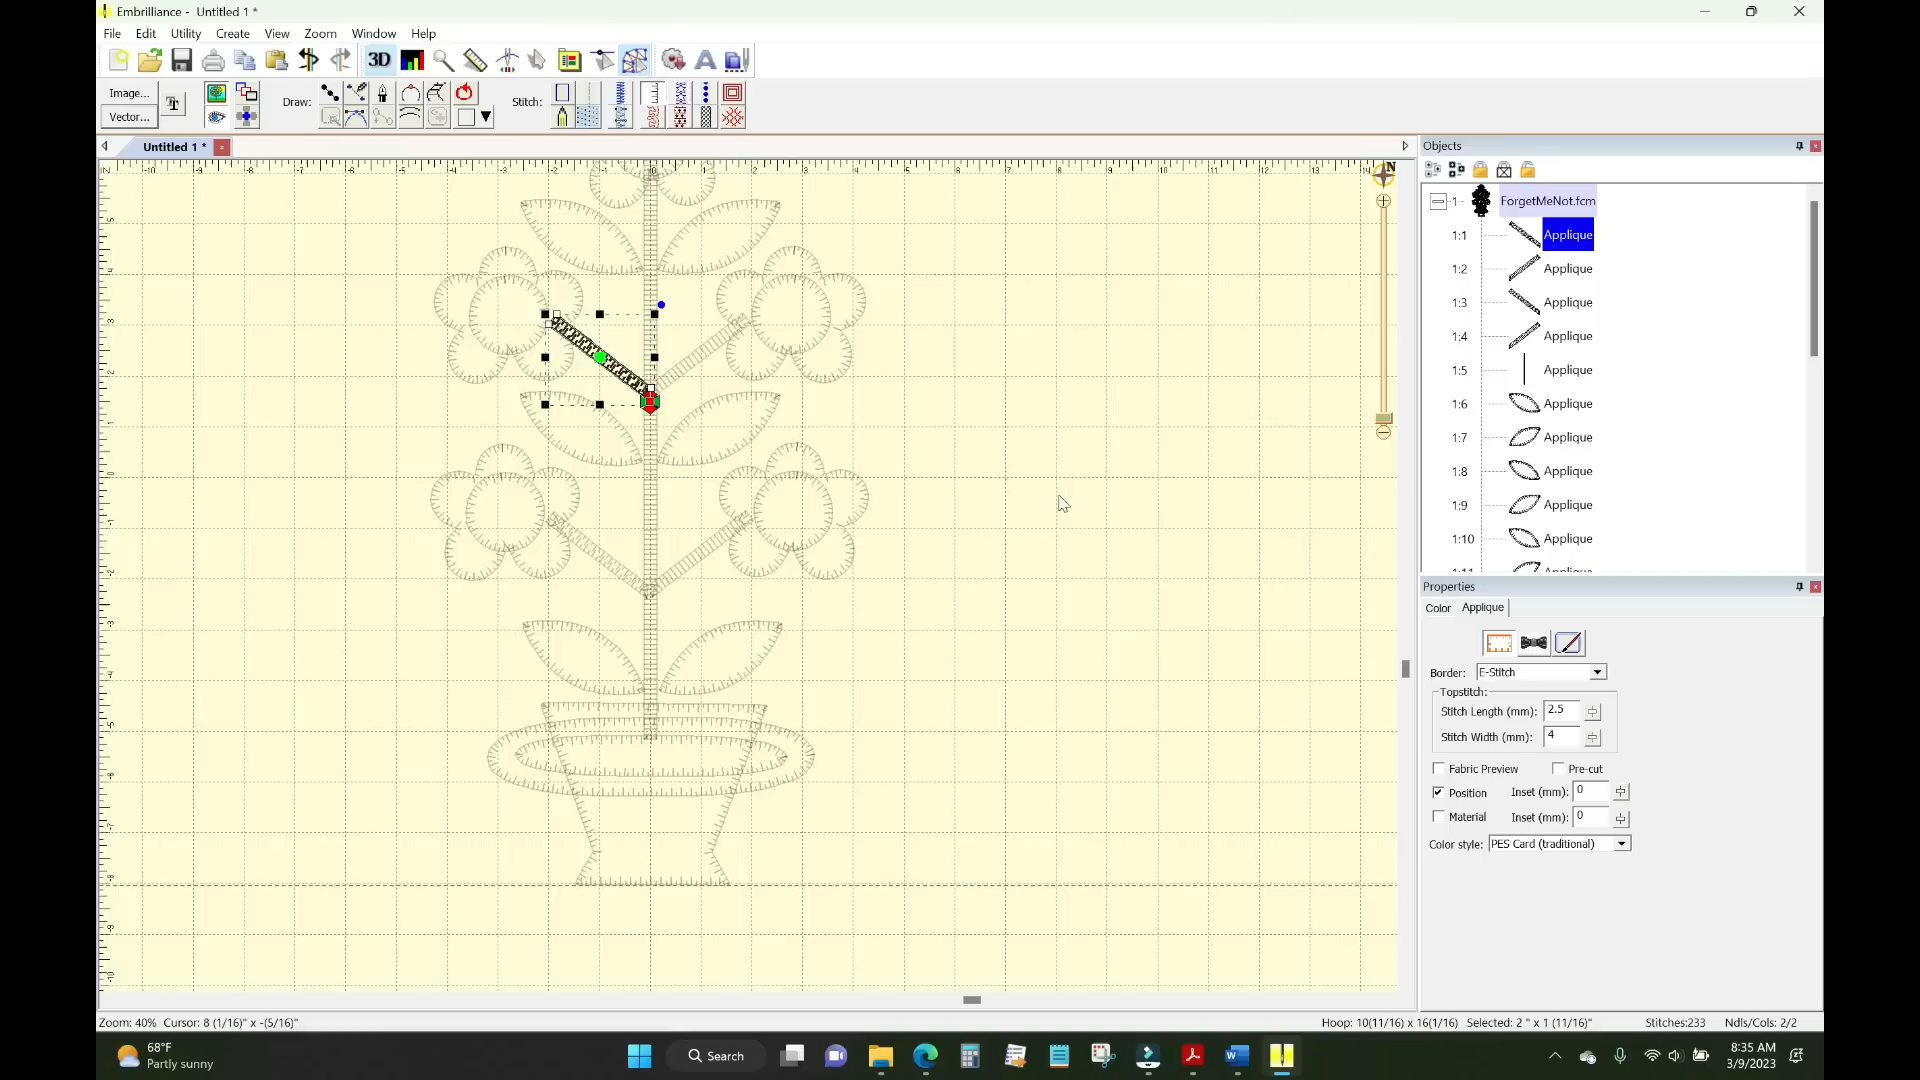 Embrilliance - Untitled 1 *
File Edit Utility Create View Zoom Text Window Help
3D
Image...
Vector...
Draw:
Stitch:
Untitled 1 *
Objects
1 ForgetMeNot.fcm
1:1 Applique
1:2 Applique
1:3 Applique
1:4 Applique
1:5 Applique
1:6 Applique
1:7 Applique
1:8 Applique
1:9 Applique
1:10 Applique
Properties
Color Applique
Border: E-Stitch
Topstitch:
Stitch Length (mm): 2.5
Stitch Width (mm): 4
Fabric Preview Pre-cut
Position Inset (mm): 0
Material Inset (mm): 0
Color style: PES Card (traditional)
Zoom: 40% Cursor: 8 (1/16)" x -(5/16)" Hoop: 10(11/16) x 16(1/16) Selected: 2 " x 1 (11/16)" Stitches:233 Ndls/Cols: 2/2
68°F
Partly sunny
Search
8:35 AM
3/9/2023